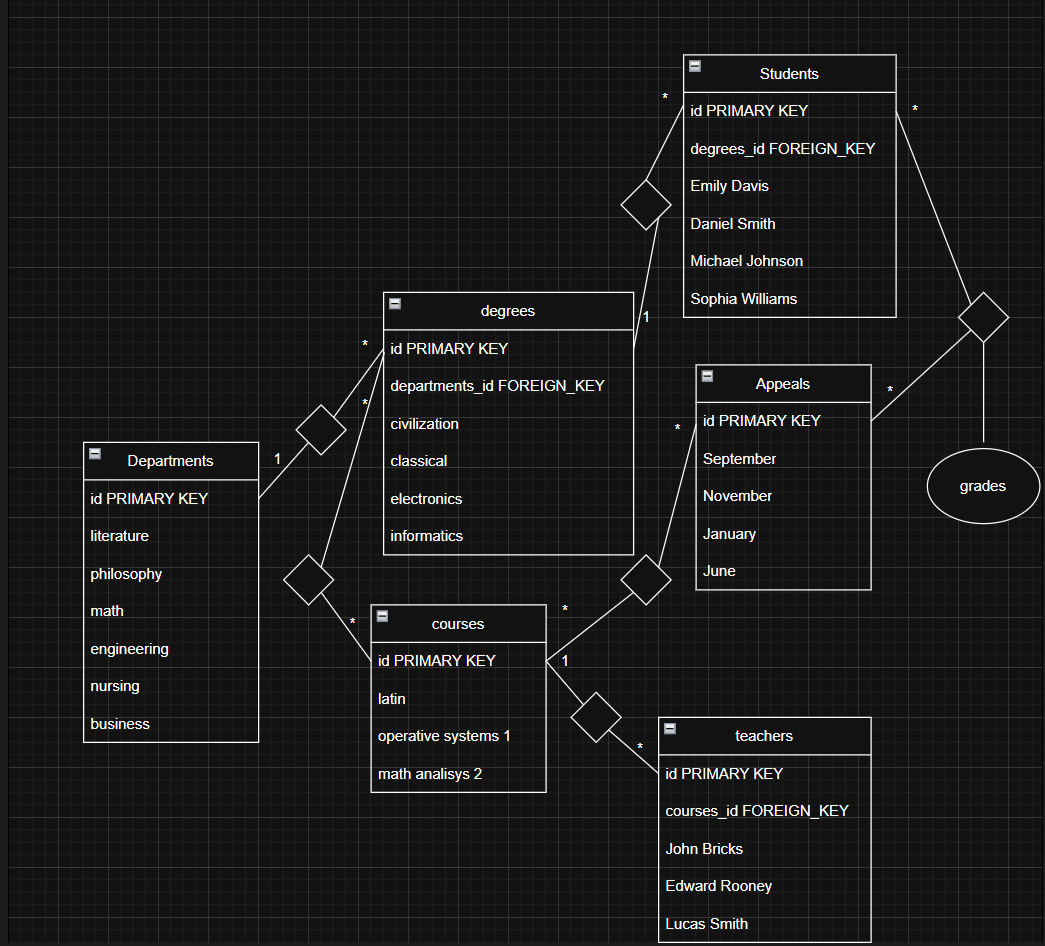 Students
*
*
id PRIMARY KEY
degrees_id FOREIGN_KEY
Emily Davis
Daniel Smith
Michael Johnson
Sophia Williams
degrees
1
*
id PRIMARY KEY
departments_id FOREIGN_KEY
*
civilization
classical
electronics
informatics
Appeals
*
*
id PRIMARY KEY
September
November
January
June
grades
Departments
1
id PRIMARY KEY
literature
philosophy
math
engineering
nursing
business
courses
*
*
id PRIMARY KEY
1
latin
operative systems 1
math analisys 2
teachers
*
id PRIMARY KEY
courses_id FOREIGN_KEY
John Bricks
Edward Rooney
Lucas Smith